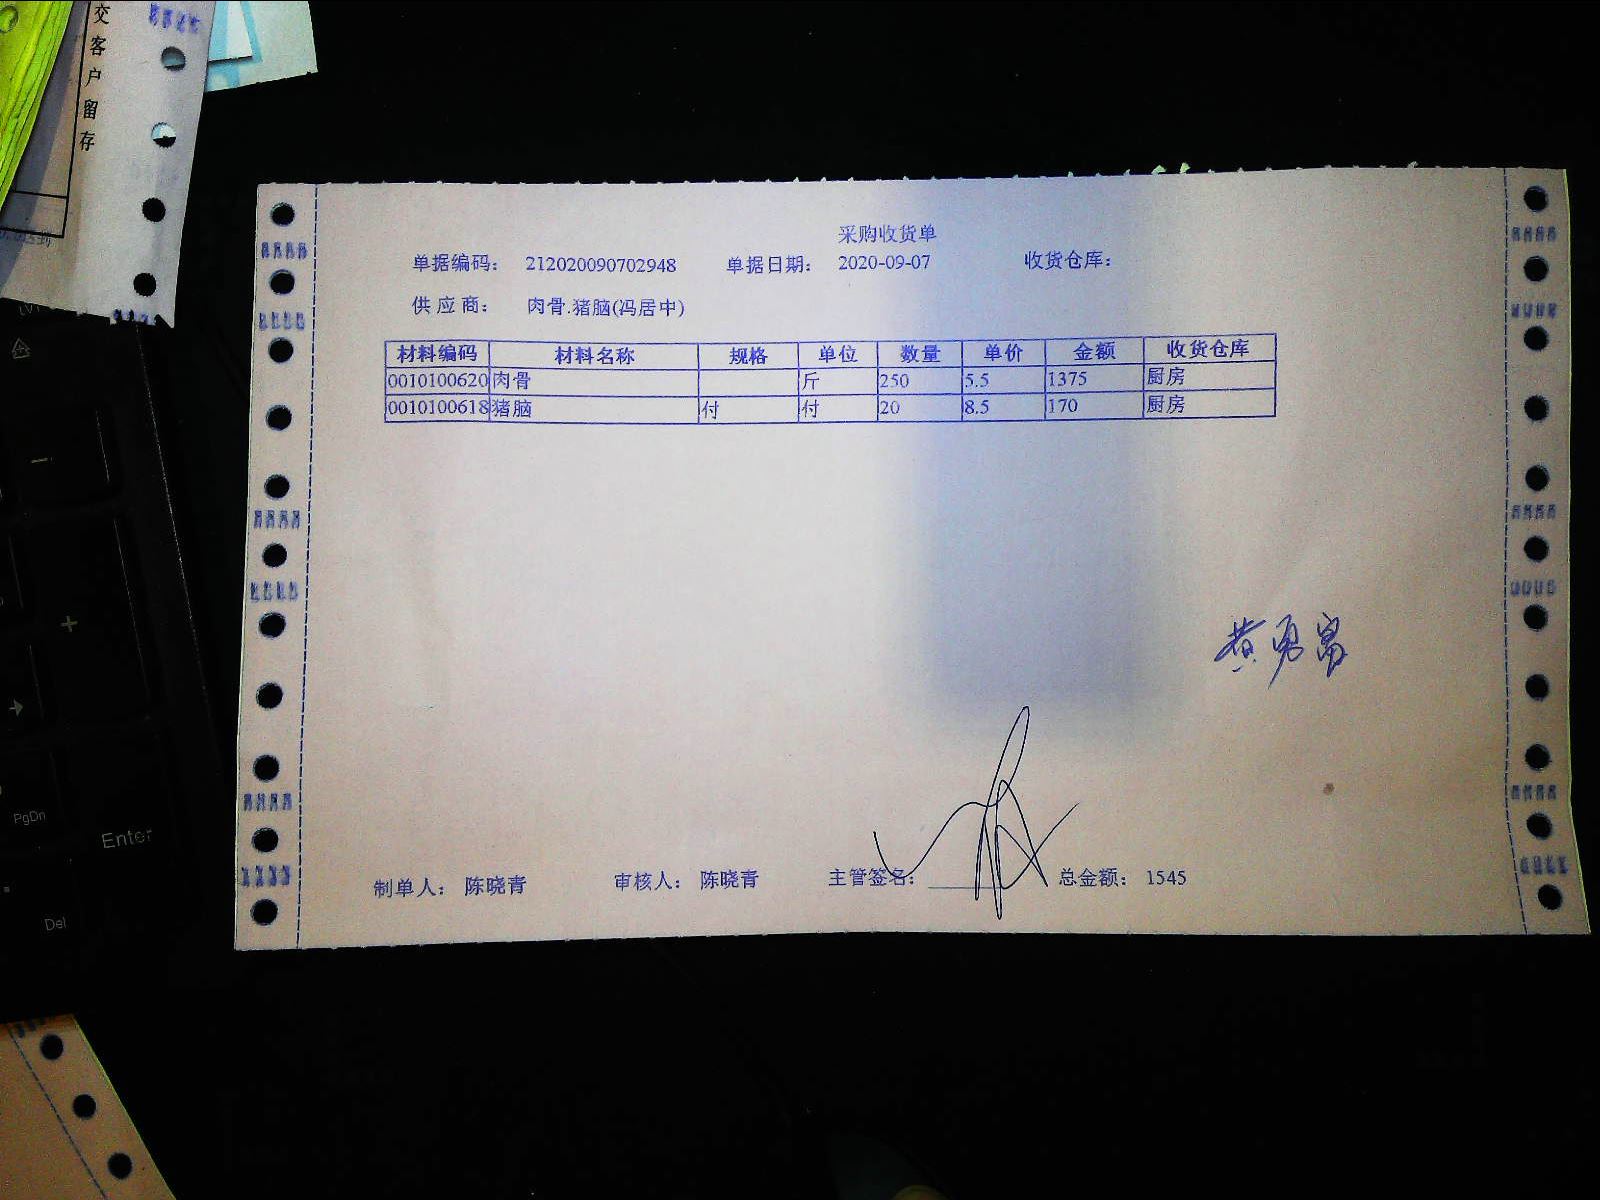 交客户留存
采购收货单
单据编码： 212020090702948 单据日期： 2020-09-07 收货仓库：
供应商： 肉骨.猪脑(冯居中)
材料编码 材料名称 规格 单位 数量 单价 金额 收货仓库
0010100620 肉骨 斤 250 5.5 1375 厨房
0010100618 猪脑 付 付 20 8.5 170 厨房
黄勇富
制单人： 陈晓青 审核人： 陈晓青 主管签名： 总金额： 1545
PgDn
Enter
Del